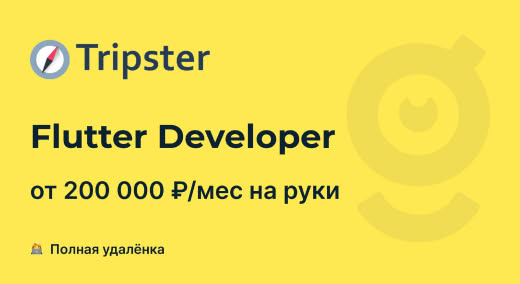 Tripster
Flutter Developer
от 200 000 ₽/мес на руки
Полная удалёнка